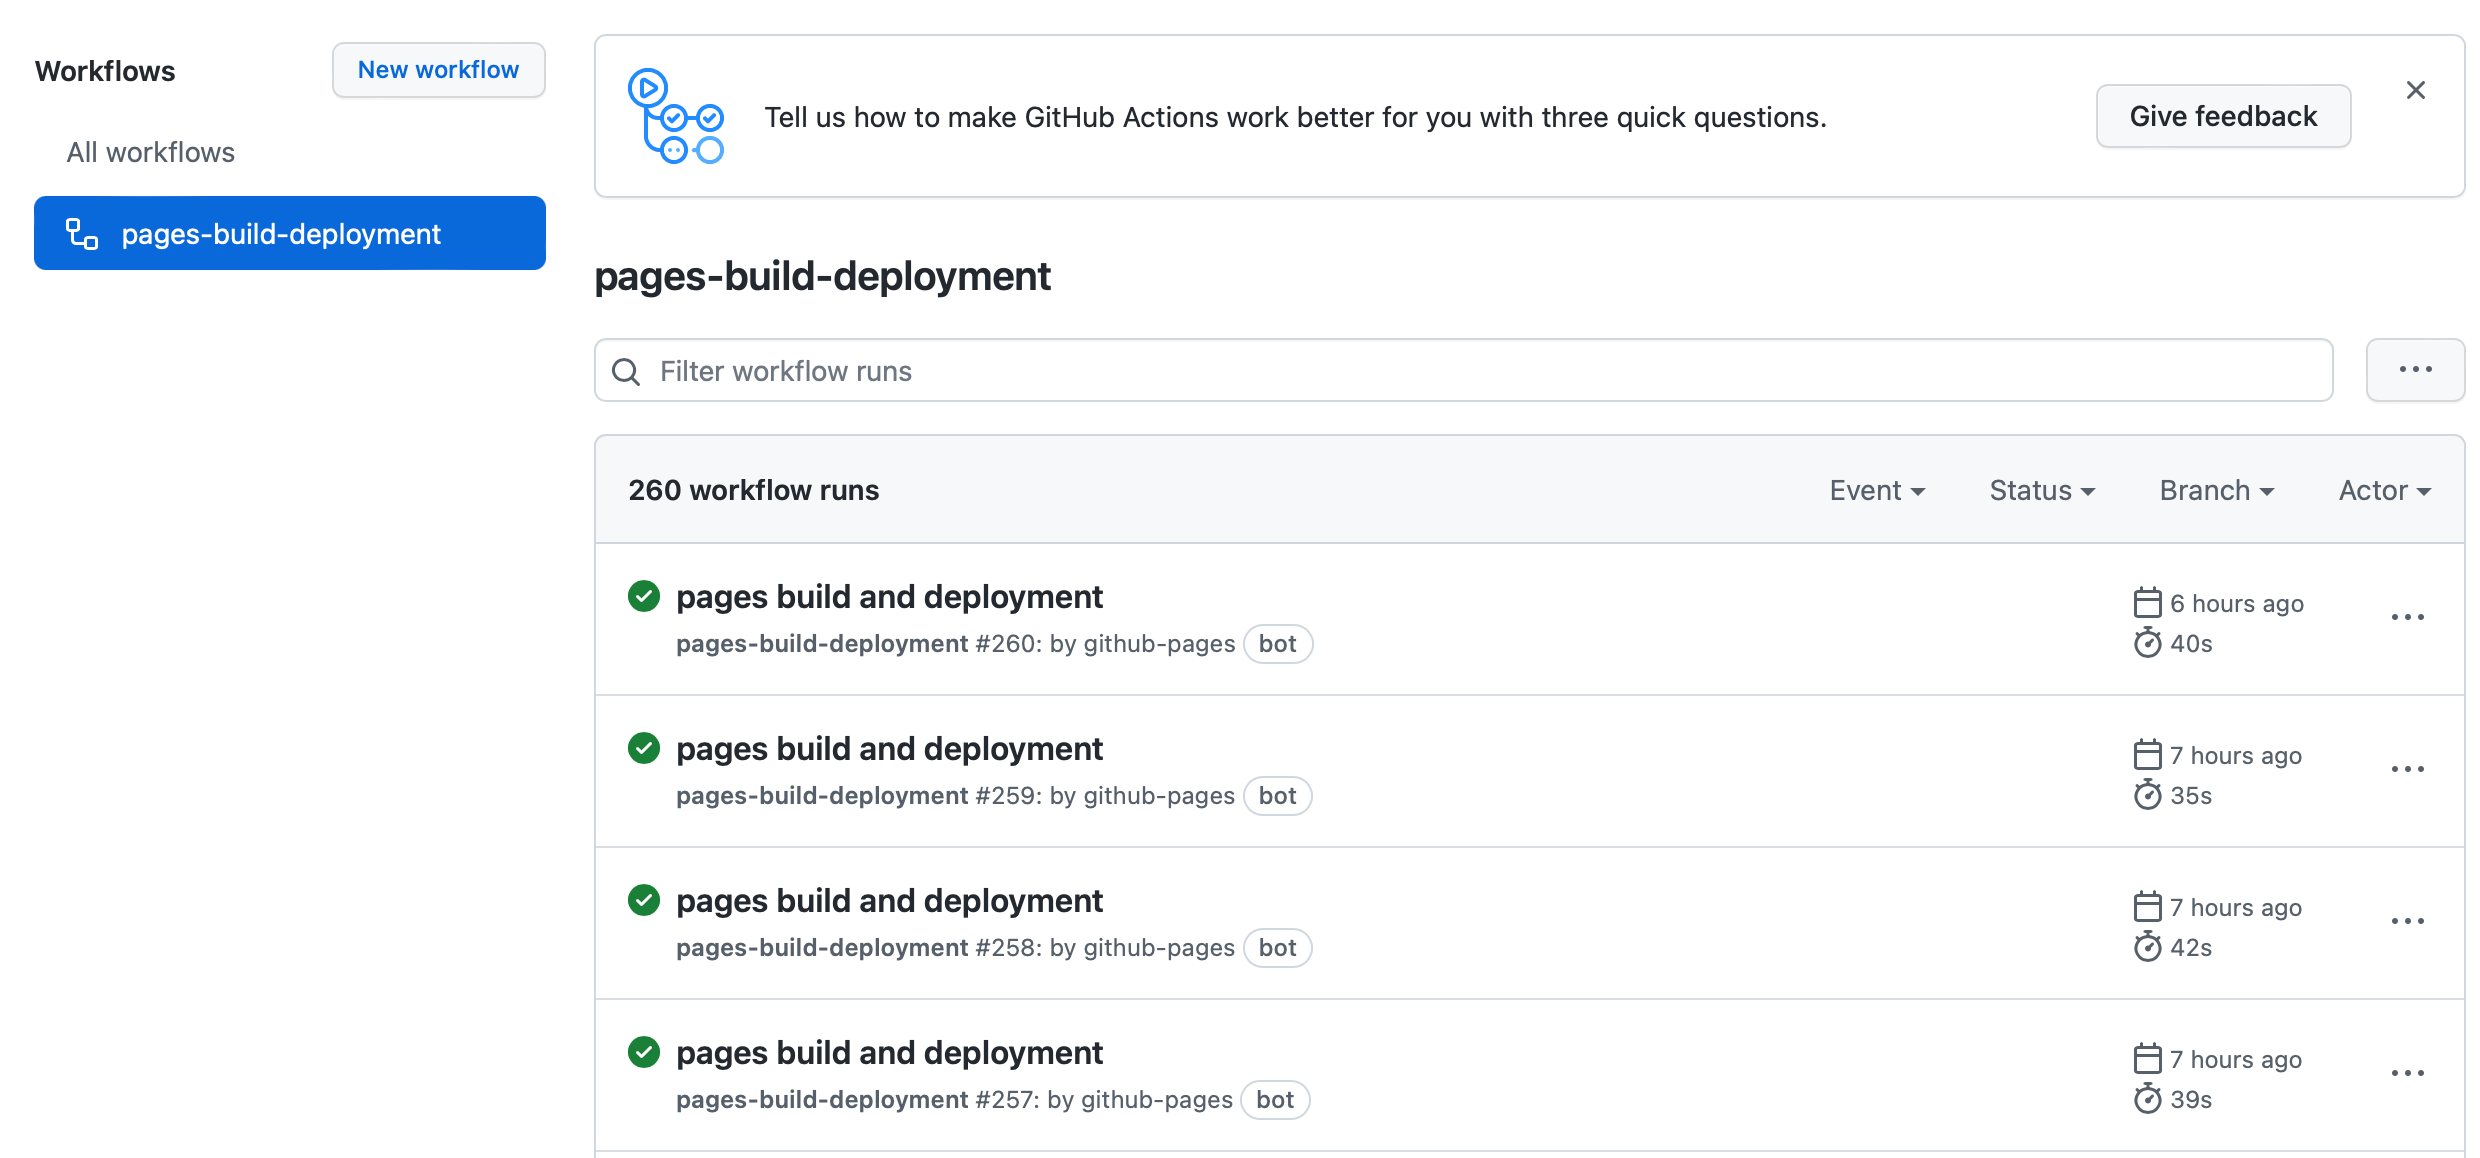 Workflows
New workflow
All workflows
pages-build-deployment
Tell us how to make GitHub Actions work better for you with three quick questions.
Give feedback
pages-build-deployment
Filter workflow runs
260 workflow runs
Event
Status
Branch
Actor
pages build and deployment
6 hours ago
pages-build-deployment #260: by github-pages bot
40s
pages build and deployment
7 hours ago
pages-build-deployment #259: by github-pages bot
35s
pages build and deployment
7 hours ago
pages-build-deployment #258: by github-pages bot
42s
pages build and deployment
7 hours ago
pages-build-deployment #257: by github-pages bot
39s